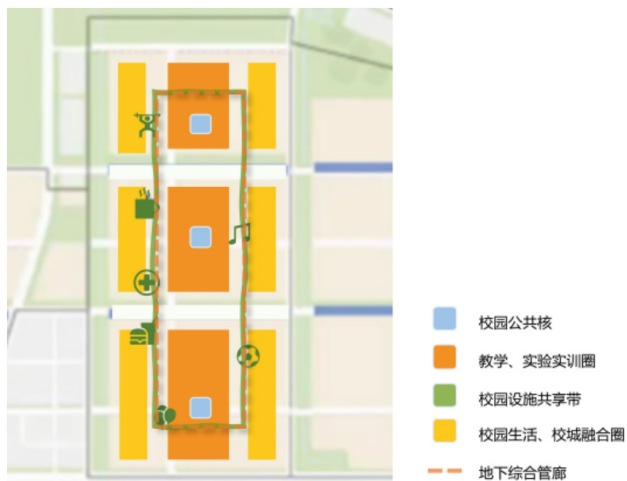 校园公共核
教学、实验实训圈
校园设施共享带
校园生活、校城融合圈
地下综合管廊